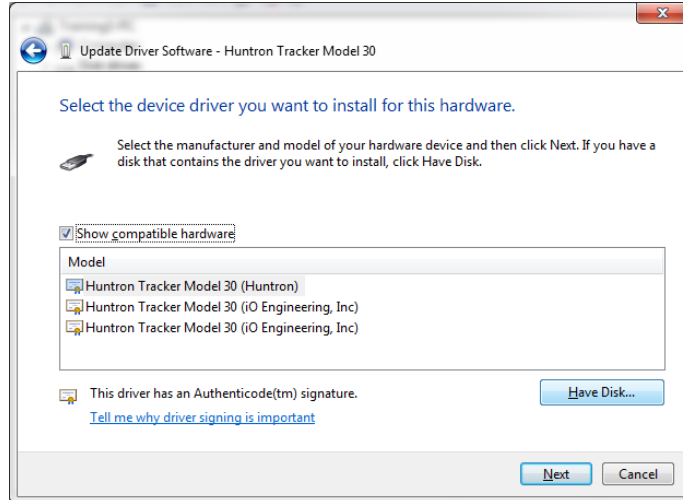 Update Driver Software - Huntron Tracker Model 30
Select the device driver you want to install for this hardware.
Select the manufacturer and model of your hardware device and then click Next. If you have a
disk that contains the driver you want to install, click Have Disk.
Show compatible hardware
Model
Huntron Tracker Model 30 (Huntron)
Huntron Tracker Model 30 (iO Engineering, Inc)
Huntron Tracker Model 30 (iO Engineering, Inc)
This driver has an Authenticode(tm) signature.
Have Disk...
Tell me why driver signing is important
Next
Cancel